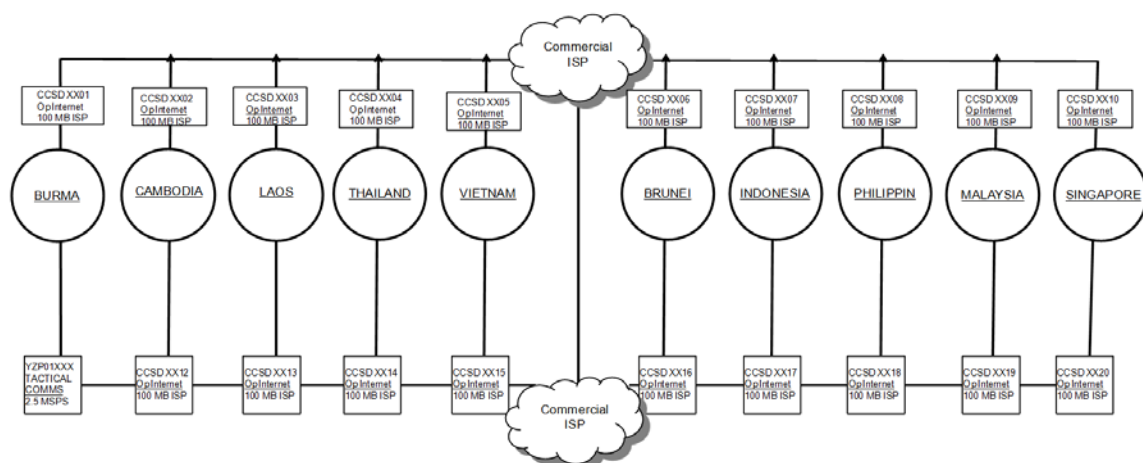 Commercial
ISP
CCSD XX01
OpInternet
100 MB ISP
CCSD XX02
OpInternet
100 MB ISP
CCSD XX03
OpInternet
100 MB ISP
CCSD XX04
OpInternet
100 MB ISP
CCSD XX05
OpInternet
100 MB ISP
CCSD XX06
OpInternet
100 MB ISP
CCSD XX07
OpInternet
100 MB ISP
CCSD XX08
OpInternet
100 MB ISP
CCSD XX09
OpInternet
100 MB ISP
CCSD XX10
OpInternet
100 MB ISP
BURMA
CAMBODIA
LAOS
THAILAND
VIETNAM
BRUNEI
INDONESIA
PHILIPPIN
MALAYSIA
SINGAPORE
YZP01XXX
TACTICAL
COMMS
2.5 MSPS
CCSD XX12
OpInternet
100 MB ISP
CCSD XX13
OpInternet
100 MB ISP
CCSD XX14
OpInternet
100 MB ISP
CCSD XX15
OpInternet
100 MB ISP
Commercial
ISP
CCSD XX16
OpInternet
100 MB ISP
CCSD XX17
OpInternet
100 MB ISP
CCSD XX18
OpInternet
100 MB ISP
CCSD XX19
OpInternet
100 MB ISP
CCSD XX20
OpInternet
100 MB ISP